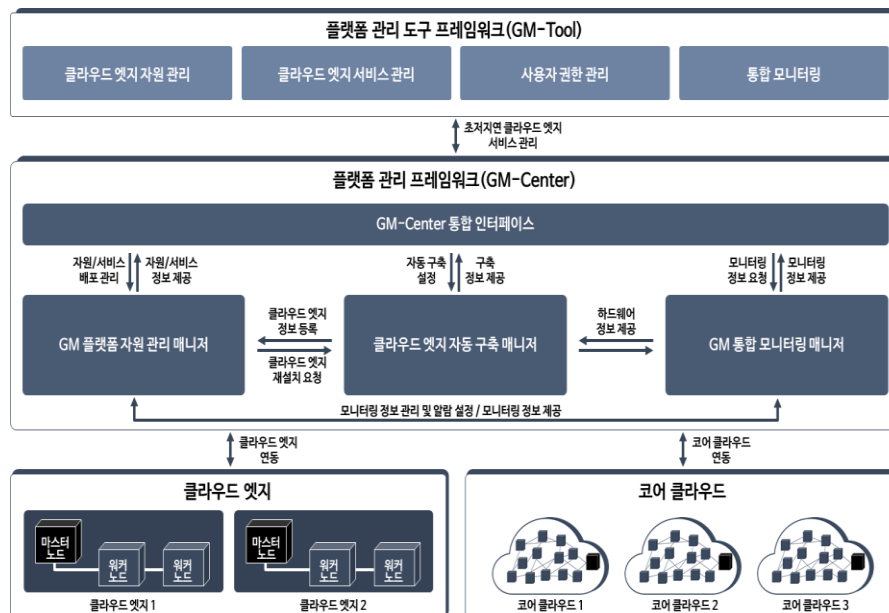 플랫폼 관리 도구 프레임워크(GM-Tool)
클라우드 엣지 자원 관리
클라우드 엣지 서비스 관리
사용자 권한 관리
통합 모니터링
초저지연 클라우드 엣지
서비스 관리
플랫폼 관리 프레임워크(GM-Center)
GM-Center 통합 인터페이스
자원/서비스
배포 관리
자원/서비스
정보 제공
자동 구축
설정
구축
정보 제공
모니터링
정보 요청
모니터링
정보 제공
GM 플랫폼 자원 관리 매니저
클라우드 엣지
정보 등록
클라우드 엣지
재설치 요청
클라우드 엣지 자동 구축 매니저
하드웨어
정보 제공
GM 통합 모니터링 매니저
모니터링 정보 관리 및 알람 설정 / 모니터링 정보 제공
클라우드 엣지
연동
코어 클라우드
연동
클라우드 엣지
마스터
노드
워커
노드
워커
노드
클라우드 엣지 1
마스터
노드
워커
노드
워커
노드
클라우드 엣지 2
코어 클라우드
코어 클라우드 1
코어 클라우드 2
코어 클라우드 3